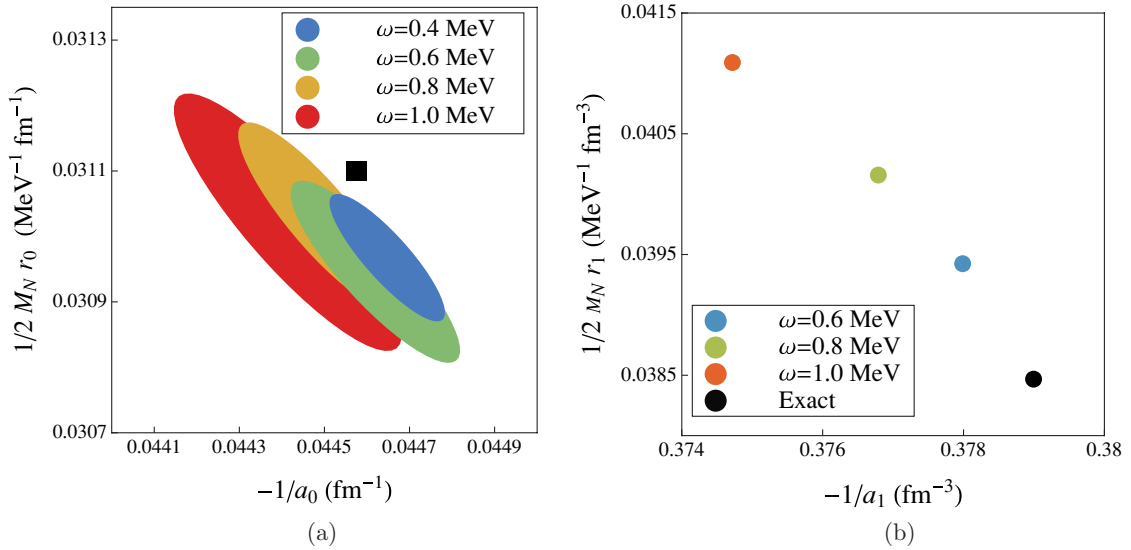 ω=0.4 MeV
ω=0.6 MeV
ω=0.8 MeV
ω=1.0 MeV
0.0313
0.0311
0.0309
0.0307
1/2 M_N r_0 (MeV⁻¹ fm⁻¹)
0.0441
0.0443
0.0445
0.0447
0.0449
−1/a_0 (fm⁻¹)
(a)
0.0415
0.0405
0.0395
0.0385
1/2 M_N r_1 (MeV⁻¹ fm⁻³)
ω=0.6 MeV
ω=0.8 MeV
ω=1.0 MeV
Exact
0.374
0.376
0.378
0.38
−1/a_1 (fm⁻³)
(b)